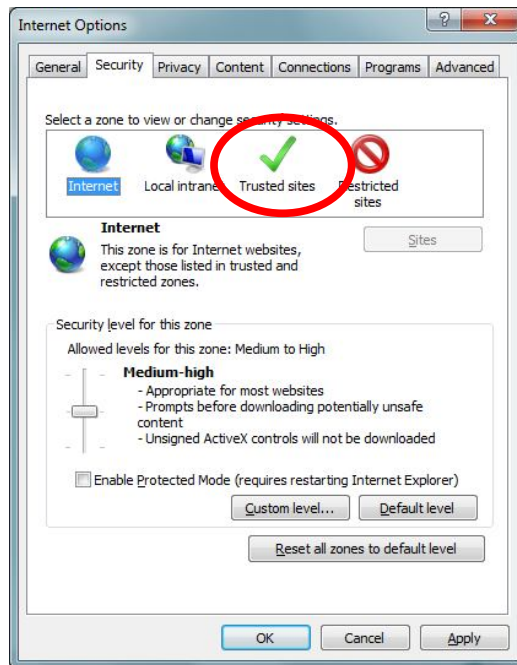 Internet Options
General Security Privacy Content Connections Programs Advanced
Select a zone to view or change security settings.
Internet Local intrane Trusted sites Restricted
sites
Internet
This zone is for Internet websites,
except those listed in trusted and
restricted zones.
Sites
Security level for this zone
Allowed levels for this zone: Medium to High
Medium-high
- Appropriate for most websites
- Prompts before downloading potentially unsafe
content
- Unsigned ActiveX controls will not be downloaded
Enable Protected Mode (requires restarting Internet Explorer)
Custom level... Default level
Reset all zones to default level
OK Cancel Apply